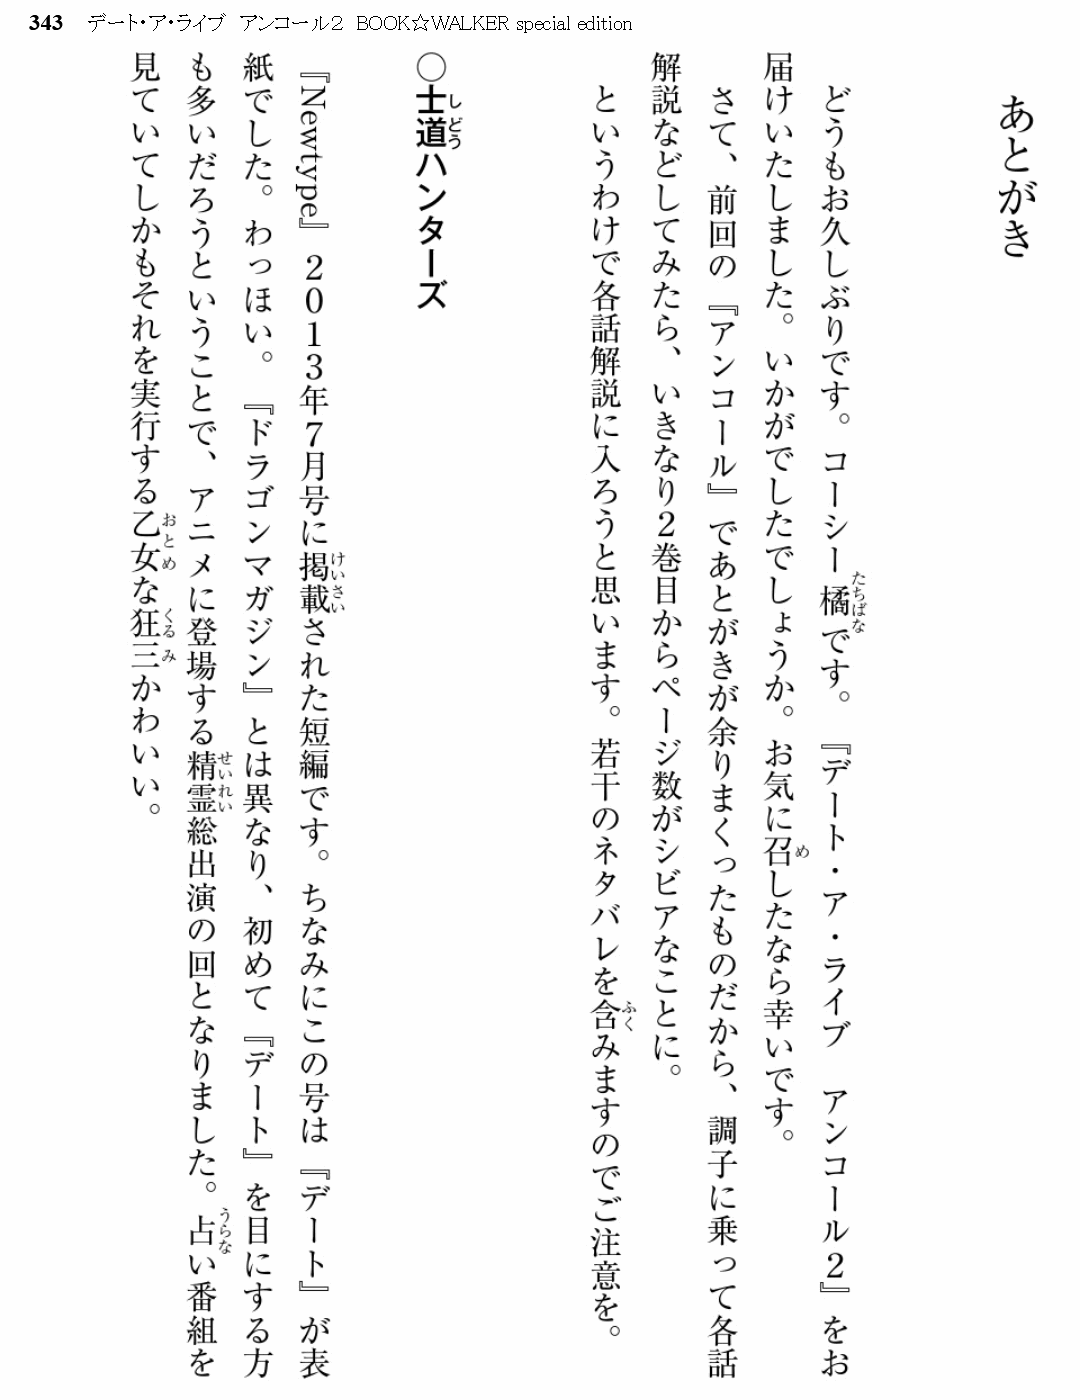 343 デート・ア・ライブ アンコール2 BOOK☆WALKER special edition
あとがき
どうもお久しぶりです。コーシー橘です。『デート・ア・ライブ アンコール2』をお
届けいたしました。いかがでしたでしょうか。お気に召したなら幸いです。
さて、前回の『アンコール』であとがきが余りまくったものだから、調子に乗って各話
解説などしてみたら、いきなり2巻目からページ数がシビアなことに。
というわけで各話解説に入ろうと思います。若干のネタバレを含みますのでご注意を。
○士道ハンターズ
『Newtype』2013年7月号に掲載された短編です。ちなみにこの号は『デート』が表
紙でした。わっほい。『ドラゴンマガジン』とは異なり、初めて『デート』を目にする方
も多いだろうということで、アニメに登場する精霊総出演の回となりました。占い番組を
見ていてしかもそれを実行する乙女な狂三かわいい。